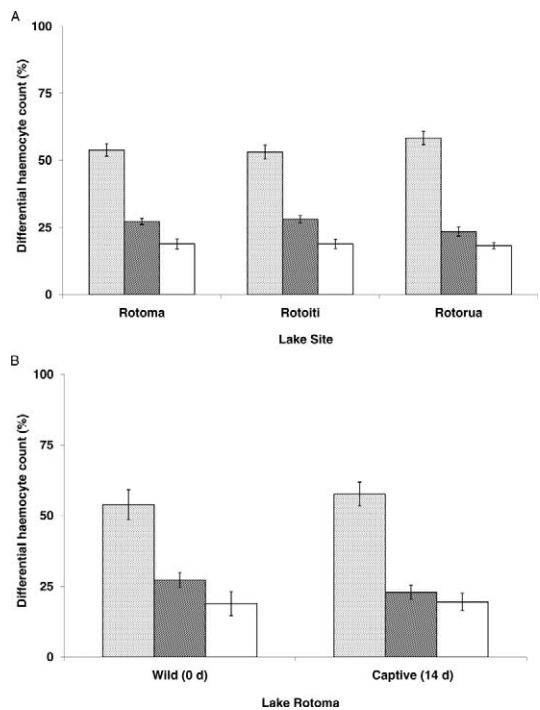 A
Differential haemocyte count (%)
100
75
50
25
0
Rotoma Rotoiti Rotorua
Lake Site
B
Differential haemocyte count (%)
100
75
50
25
0
Wild (0 d) Captive (14 d)
Lake Rotoma